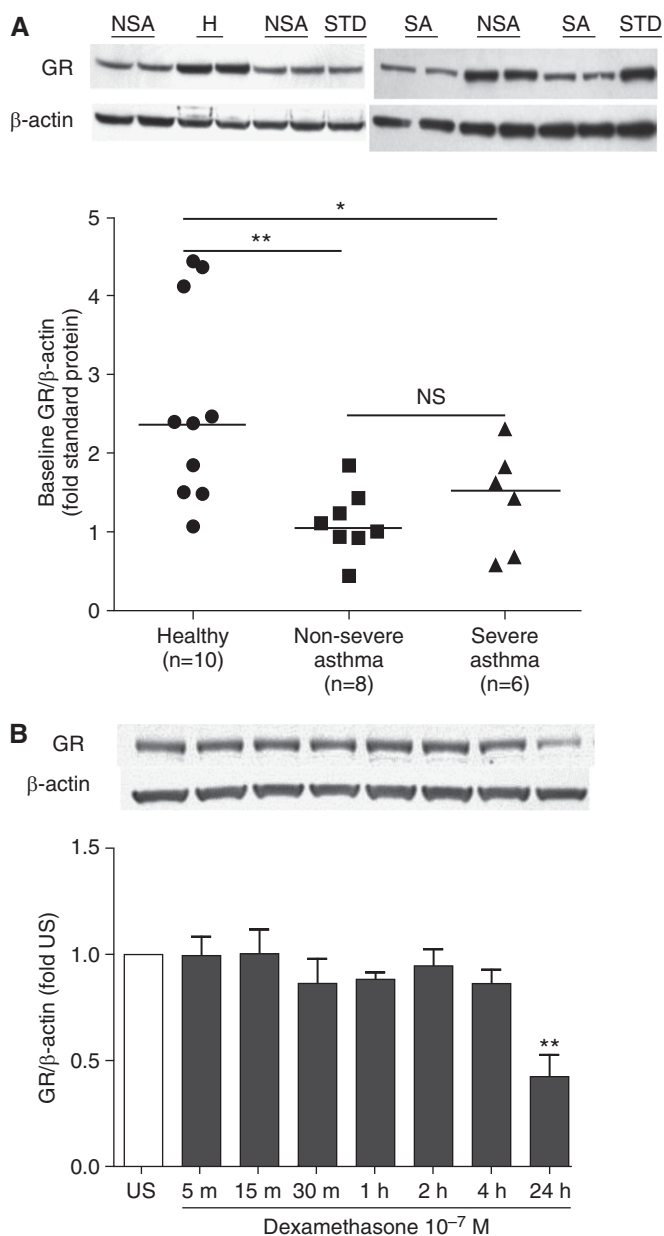 A
NSA H NSA STD SA NSA SA STD
GR
β-actin
5
4
3
2
1
0
Baseline GR/β-actin
(fold standard protein)
*
**
NS
Healthy
(n=10)
Non-severe
asthma
(n=8)
Severe
asthma
(n=6)
B
GR
β-actin
1.5
1.0
0.5
0.0
GR/β-actin (fold US)
**
US 5 m 15 m 30 m 1 h 2 h 4 h 24 h
Dexamethasone 10⁻⁷ M